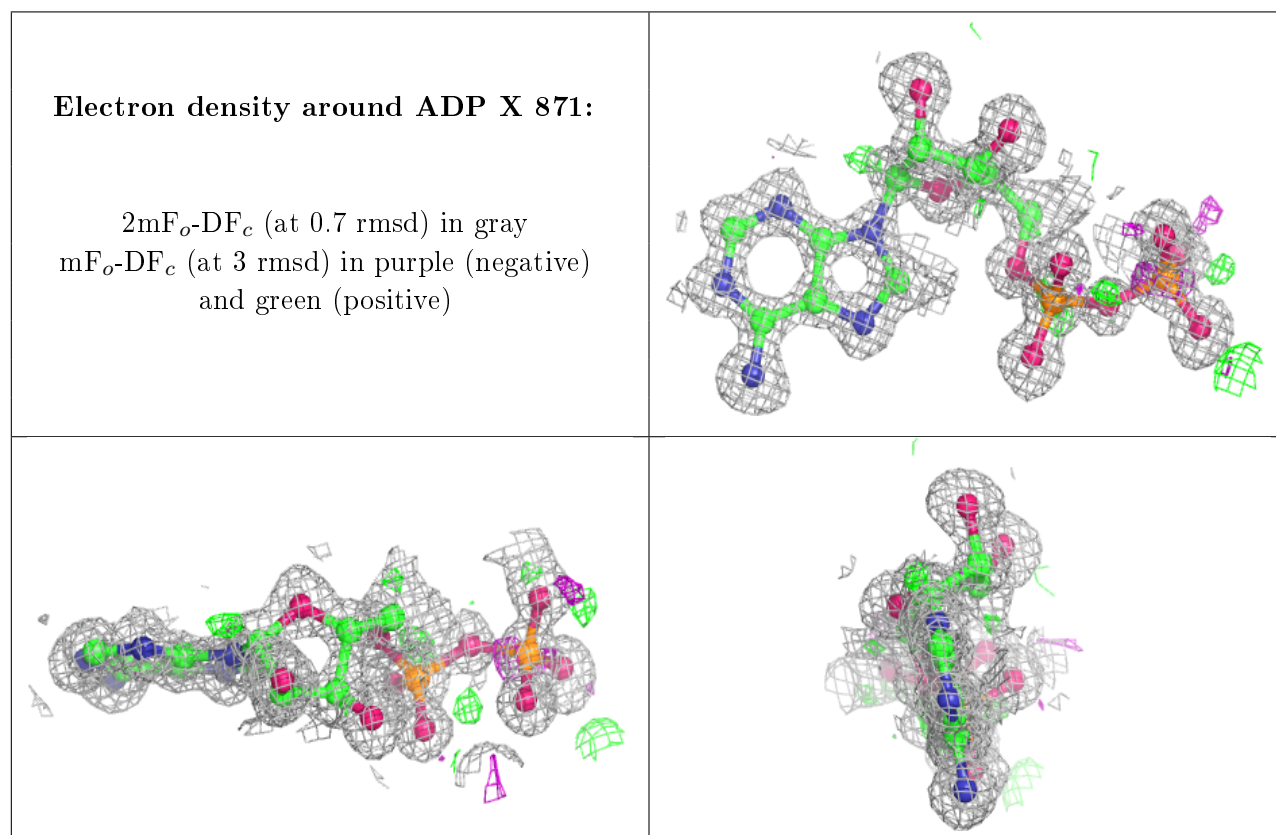 Electron density around ADP X 871:
2mFₒ-DF𝑐 (at 0.7 rmsd) in gray
mFₒ-DF𝑐 (at 3 rmsd) in purple (negative)
and green (positive)